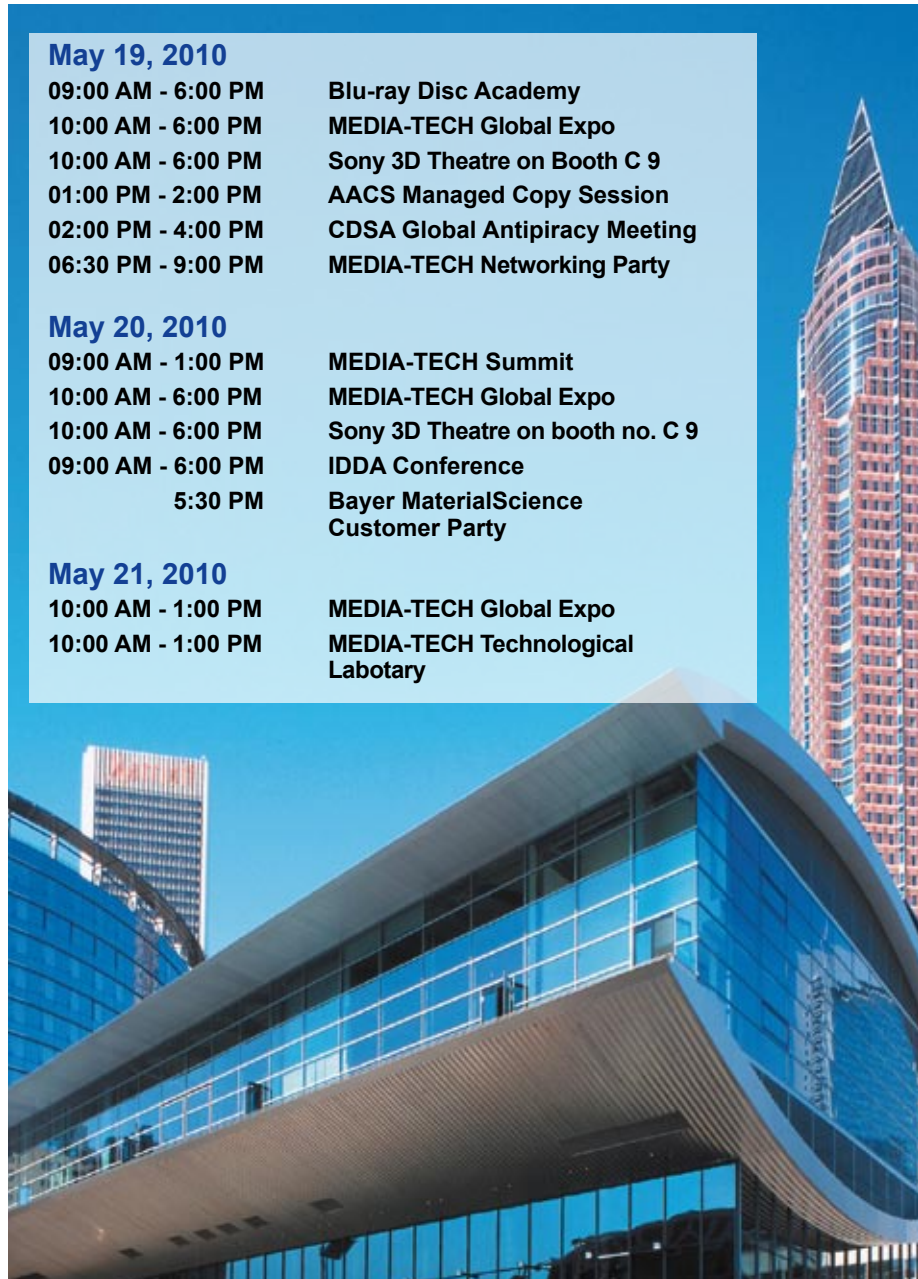 May 19, 2010
09:00 AM - 6:00 PM Blu-ray Disc Academy
10:00 AM - 6:00 PM MEDIA-TECH Global Expo
10:00 AM - 6:00 PM Sony 3D Theatre on Booth C 9
01:00 PM - 2:00 PM AACS Managed Copy Session
02:00 PM - 4:00 PM CDSA Global Antipiracy Meeting
06:30 PM - 9:00 PM MEDIA-TECH Networking Party
May 20, 2010
09:00 AM - 1:00 PM MEDIA-TECH Summit
10:00 AM - 6:00 PM MEDIA-TECH Global Expo
10:00 AM - 6:00 PM Sony 3D Theatre on booth no. C 9
09:00 AM - 6:00 PM IDDA Conference
5:30 PM Bayer MaterialScience
Customer Party
May 21, 2010
10:00 AM - 1:00 PM MEDIA-TECH Global Expo
10:00 AM - 1:00 PM MEDIA-TECH Technological
Labotary